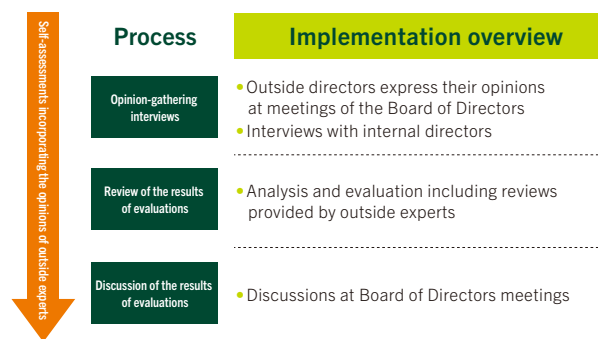 Self-assessments incorporating the opinions of outside experts
Process
Implementation overview
Opinion-gathering
interviews
•Outside directors express their opinions
at meetings of the Board of Directors
•Interviews with internal directors
Review of the results
of evaluations
•Analysis and evaluation including reviews
provided by outside experts
Discussion of the results
of evaluations
•Discussions at Board of Directors meetings